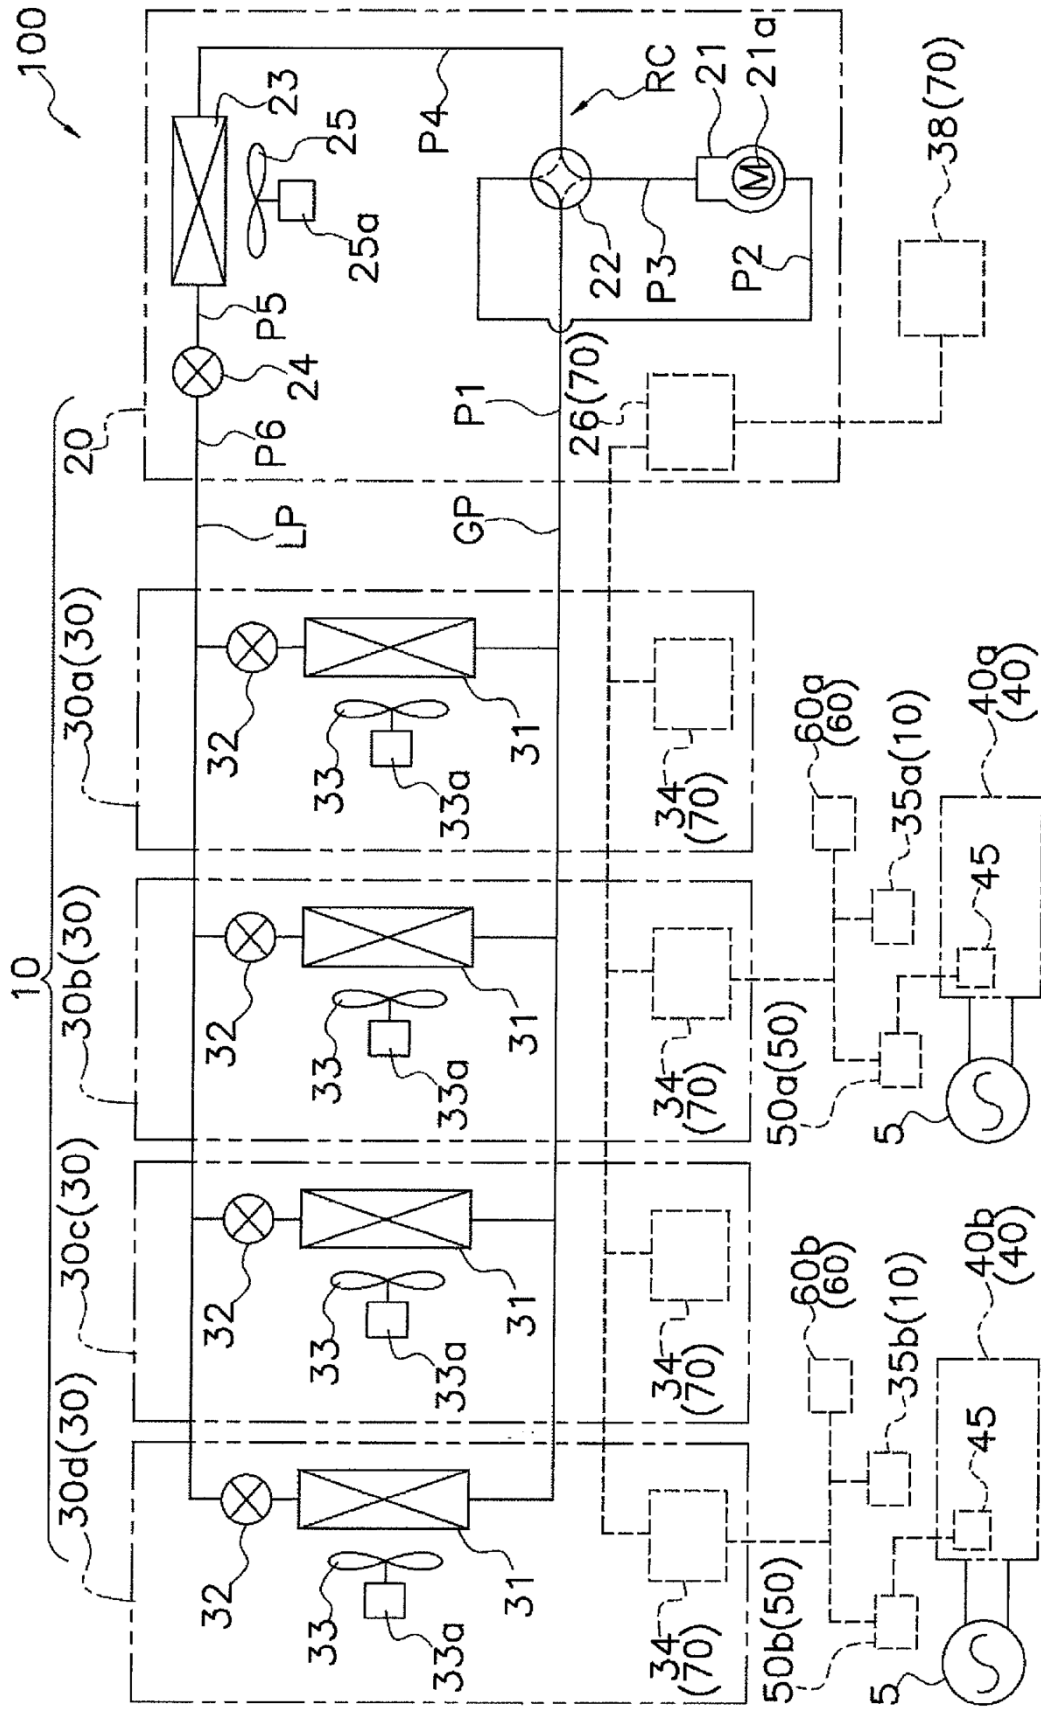 10
100
30d(30)
30c(30)
30b(30)
30a(30)
20
32
32
32
32
LP
P6
24
P5
23
25
25a
33
33
33
33
33a
33a
33a
33a
P4
GP
P1
31
31
31
31
26(70)
22
P3
RC
21
M
21a
P2
34
(70)
34
(70)
34
(70)
34
(70)
50b(50)
60b
(60)
50a(50)
60a
(60)
35b(10)
35a(10)
38(70)
5
45
40b
(40)
5
45
40a
(40)